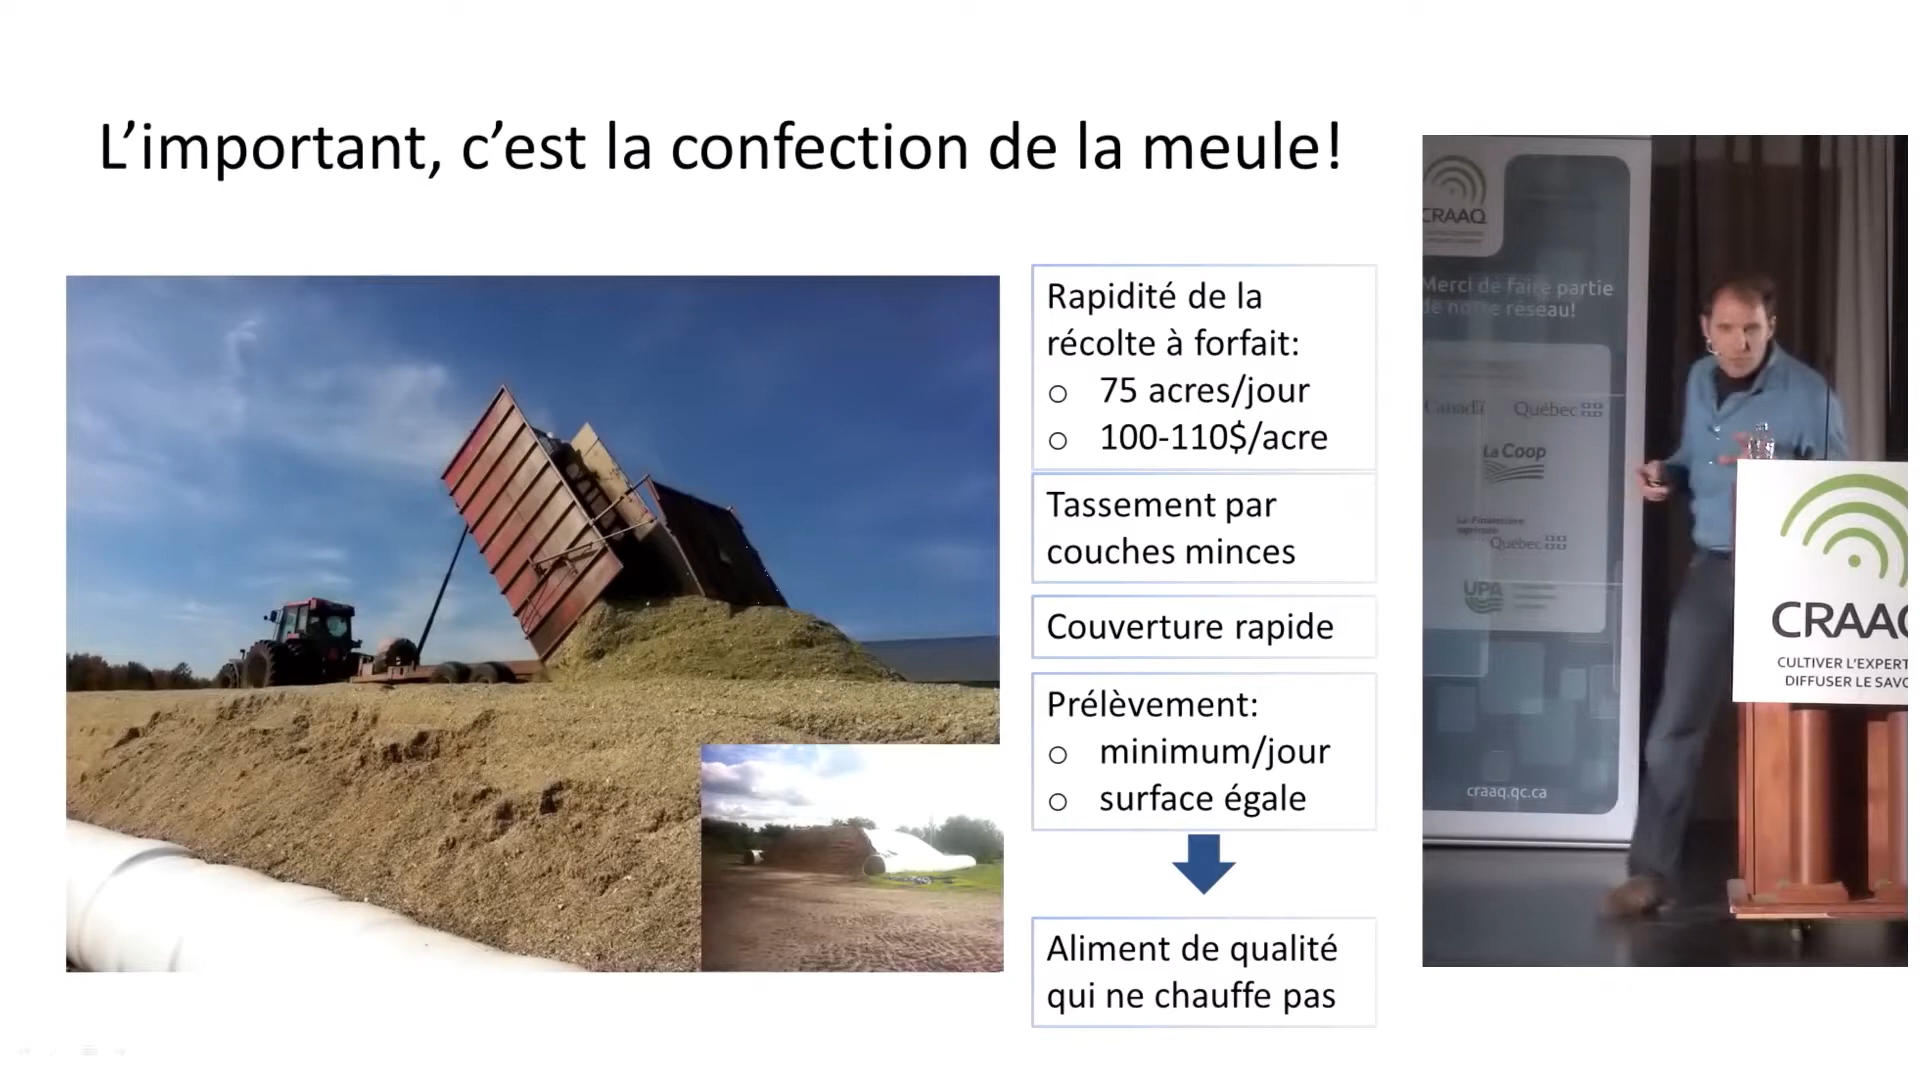 L’important, c’est la confection de la meule!
Rapidité de la
récolte à forfait:
o 75 acres/jour
o 100-110$/acre
Tassement par
couches minces
Couverture rapide
Prélèvement:
o minimum/jour
o surface égale
Aliment de qualité
qui ne chauffe pas
CRAAQ
Merci de faire partie
de notre réseau!
Canada
Québec
La Coop
La Financière
agricole
Québec
UPA
craaq.qc.ca
CRAAQ
CULTIVER L'EXPERT
DIFFUSER LE SAVO